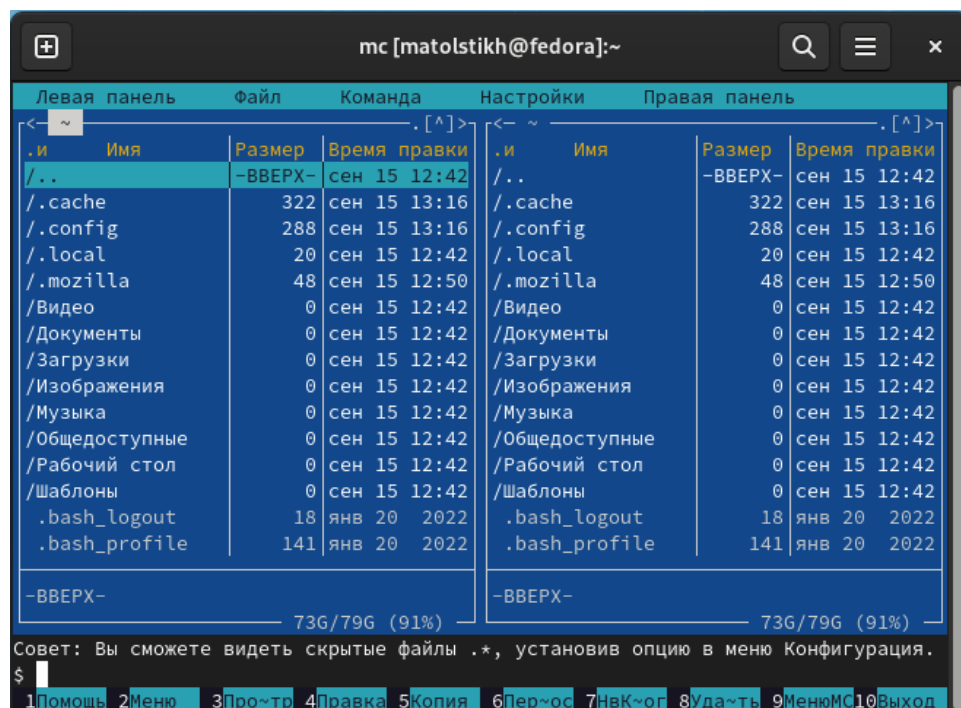 mc [matolstikh@fedora]:~
Левая панель Файл Команда Настройки Правая панель
<— ~ .[^]> <— ~ .[^]>
.и Имя Размер Время правки .и Имя Размер Время правки
/.. -ВВЕРХ- сен 15 12:42 /.. -ВВЕРХ- сен 15 12:42
/.cache 322 сен 15 13:16 /.cache 322 сен 15 13:16
/.config 288 сен 15 13:16 /.config 288 сен 15 13:16
/.local 20 сен 15 12:42 /.local 20 сен 15 12:42
/.mozilla 48 сен 15 12:50 /.mozilla 48 сен 15 12:50
/Видео 0 сен 15 12:42 /Видео 0 сен 15 12:42
/Документы 0 сен 15 12:42 /Документы 0 сен 15 12:42
/Загрузки 0 сен 15 12:42 /Загрузки 0 сен 15 12:42
/Изображения 0 сен 15 12:42 /Изображения 0 сен 15 12:42
/Музыка 0 сен 15 12:42 /Музыка 0 сен 15 12:42
/Общедоступные 0 сен 15 12:42 /Общедоступные 0 сен 15 12:42
/Рабочий стол 0 сен 15 12:42 /Рабочий стол 0 сен 15 12:42
/Шаблоны 0 сен 15 12:42 /Шаблоны 0 сен 15 12:42
.bash_logout 18 янв 20 2022 .bash_logout 18 янв 20 2022
.bash_profile 141 янв 20 2022 .bash_profile 141 янв 20 2022
-ВВЕРХ- -ВВЕРХ-
73G/79G (91%) 73G/79G (91%)
Совет: Вы сможете видеть скрытые файлы .*, установив опцию в меню Конфигурация.
$
1Помощь 2Меню 3Про~тр 4Правка 5Копия 6Пер~ос 7НвК~ог 8Уда~ть 9МенюМС 10Выход